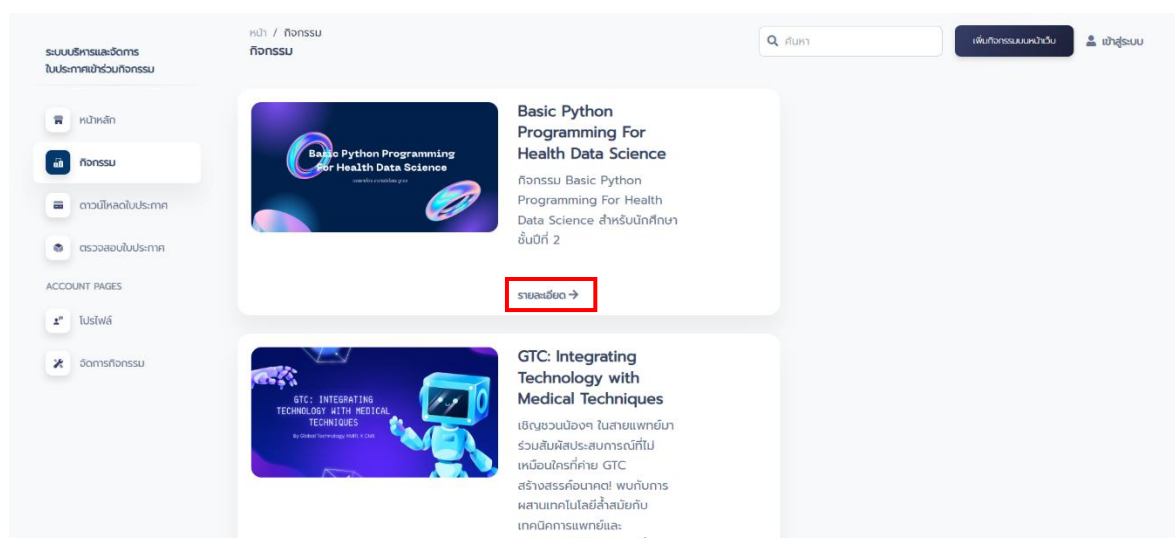 ระบบบริหารและจัดการ
ใบประกาศเข้าร่วมกิจกรรม
หน้าหลัก
กิจกรรม
ดาวน์โหลดใบประกาศ
ตรวจสอบใบประกาศ
ACCOUNT PAGES
โปรไฟล์
จัดการกิจกรรม
หน้า / กิจกรรม
กิจกรรม
ค้นหา
เพิ่มกิจกรรมบนหน้าเว็บ
เข้าสู่ระบบ
Basic Python Programming
For Health Data Science
Basic Python
Programming For
Health Data Science
กิจกรรม Basic Python
Programming For Health
Data Science สำหรับนักศึกษา
ชั้นปีที่ 2
รายละเอียด →
GTC: INTEGRATING
TECHNOLOGY WITH MEDICAL
TECHNIQUES
GTC: Integrating
Technology with
Medical Techniques
เชิญชวนน้องๆ ในสายแพทย์มา
ร่วมสัมผัสประสบการณ์ที่ไม่
เหมือนใครที่ค่าย GTC
สร้างสรรค์อนาคต! พบกับการ
ผสานเทคโนโลยีล้ำสมัยกับ
เทคนิคการแพทย์และ